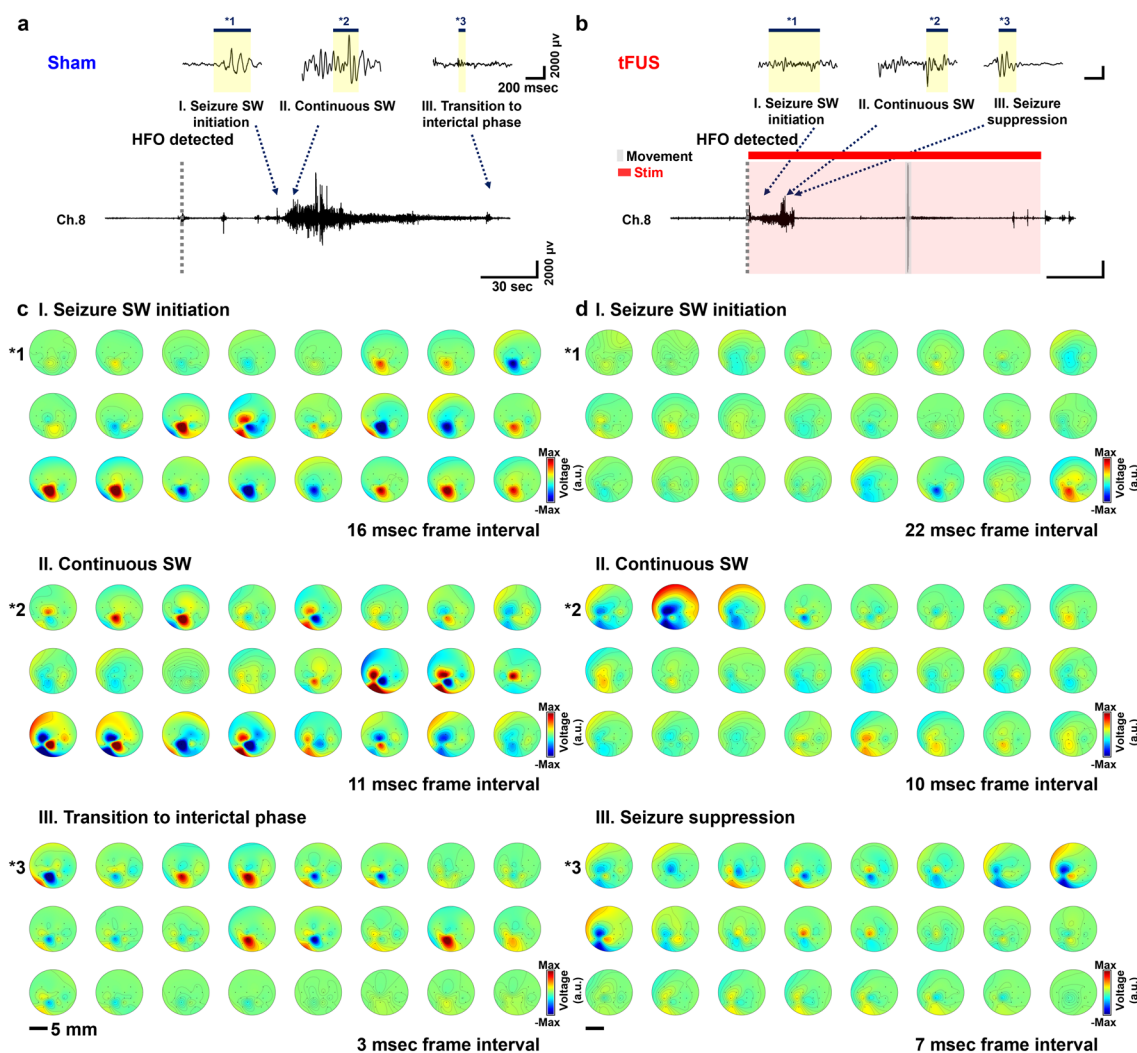 a
*1
*2
*3
Sham
2000 µv
200 msec
I. Seizure SW
initiation
II. Continuous SW
III. Transition to
interictal phase
HFO detected
Ch.8
2000 µv
30 sec
b
*1
*2
*3
tFUS
I. Seizure SW
initiation
II. Continuous SW
III. Seizure
suppression
HFO detected
Movement
Stim
Ch.8
c
I. Seizure SW initiation
*1
Max
Voltage
(a.u.)
-Max
16 msec frame interval
II. Continuous SW
*2
Max
Voltage
(a.u.)
-Max
11 msec frame interval
III. Transition to interictal phase
*3
Max
Voltage
(a.u.)
-Max
5 mm
3 msec frame interval
d
I. Seizure SW initiation
*1
Max
Voltage
(a.u.)
-Max
22 msec frame interval
II. Continuous SW
*2
Max
Voltage
(a.u.)
-Max
10 msec frame interval
III. Seizure suppression
*3
Max
Voltage
(a.u.)
-Max
7 msec frame interval